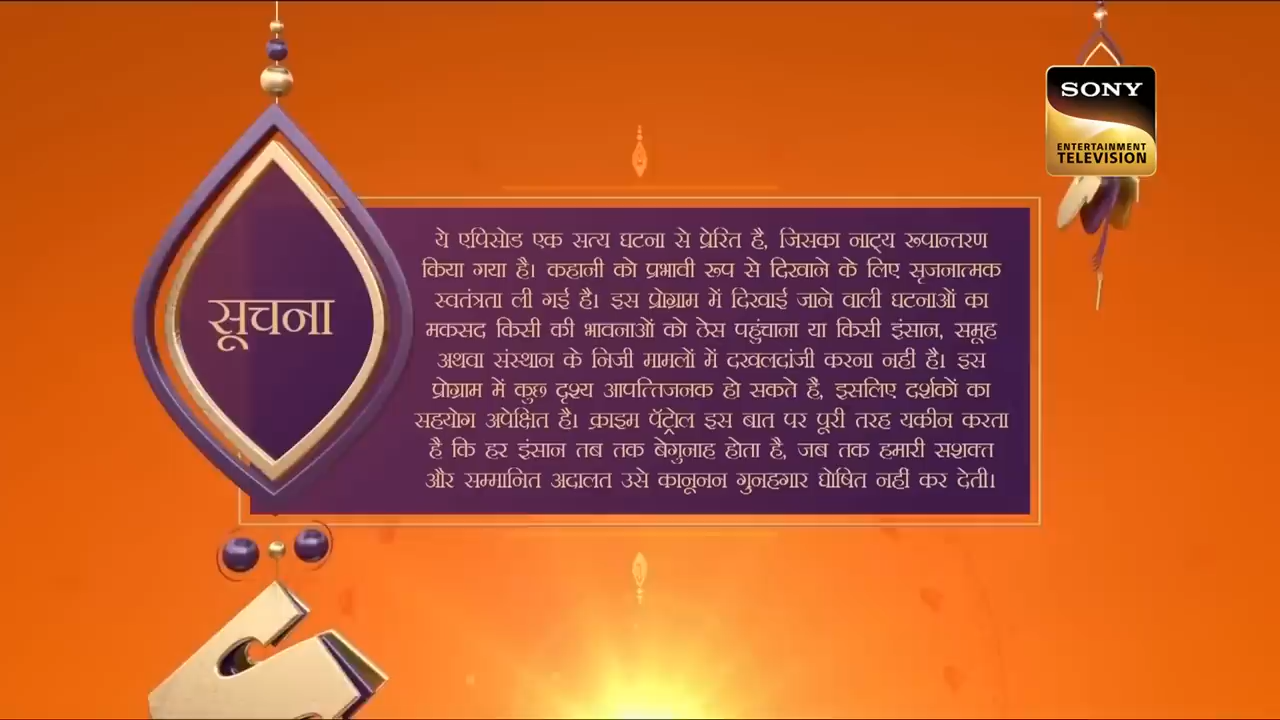 SONY
ENTERTAINMENT
TELEVISION
सूचना
ये एपिसोड एक सत्य घटना से प्रेरित है, जिसका नाट्य रूपान्तरण
किया गया है। कहानी को प्रभावी रूप से दिखाने के लिए सृजनात्मक
स्वतंत्रता ली गई है। इस प्रोग्राम में दिखाई जाने वाली घटनाओं का
मकसद किसी की भावनाओं को ठेस पहुंचाना या किसी इंसान, समूह
अथवा संस्थान के निजी मामलों में दखलदांजी करना नहीं है। इस
प्रोग्राम में कुछ दृश्य आपत्तिजनक हो सकते हैं, इसलिए दर्शकों का
सहयोग अपेक्षित है। क्राइम पॅट्रोल इस बात पर पूरी तरह यकीन करता
है कि हर इंसान तब तक बेगुनाह होता है, जब तक हमारी सशक्त
और सम्मानित अदालत उसे कानूनन गुनहगार घोषित नहीं कर देती।